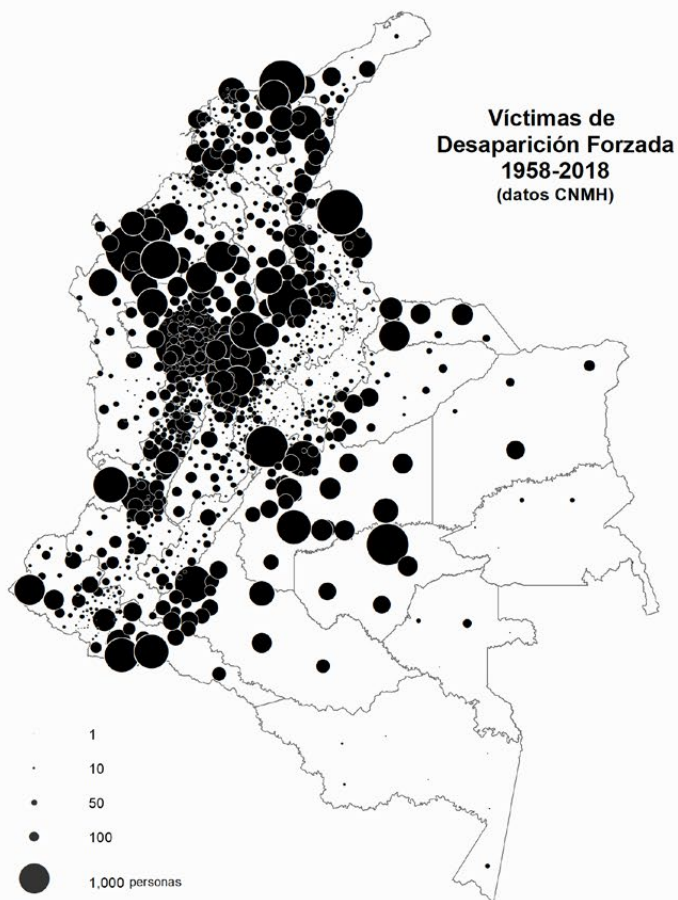 Víctimas de
Desaparición Forzada
1958-2018
(datos CNMH)
1
10
50
100
1,000 personas